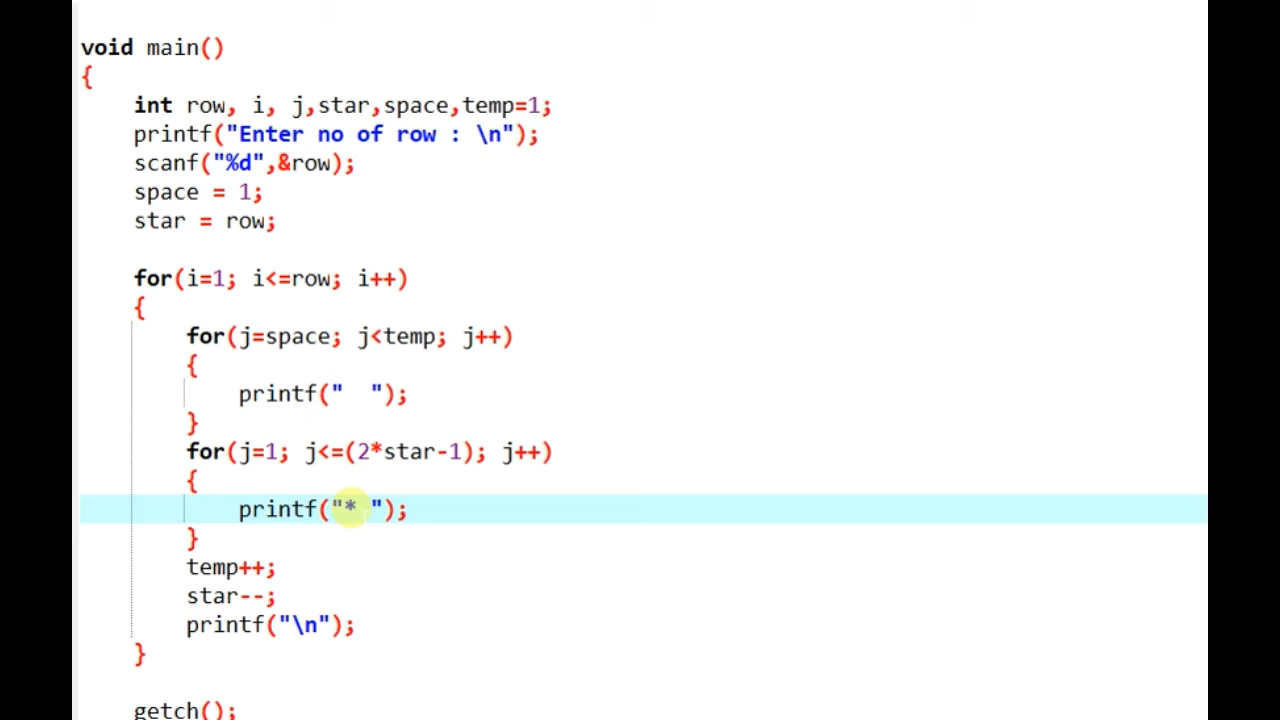 void main()
{
    int row, i, j,star,space,temp=1;
    printf("Enter no of row : \n");
    scanf("%d",&row);
    space = 1;
    star = row;
    for(i=1; i<=row; i++)
    {
        for(j=space; j<temp; j++)
        {
            printf("  ");
        }
        for(j=1; j<=(2*star-1); j++)
        {
            printf("* ");
        }
        temp++;
        star--;
        printf("\n");
    }
    getch();